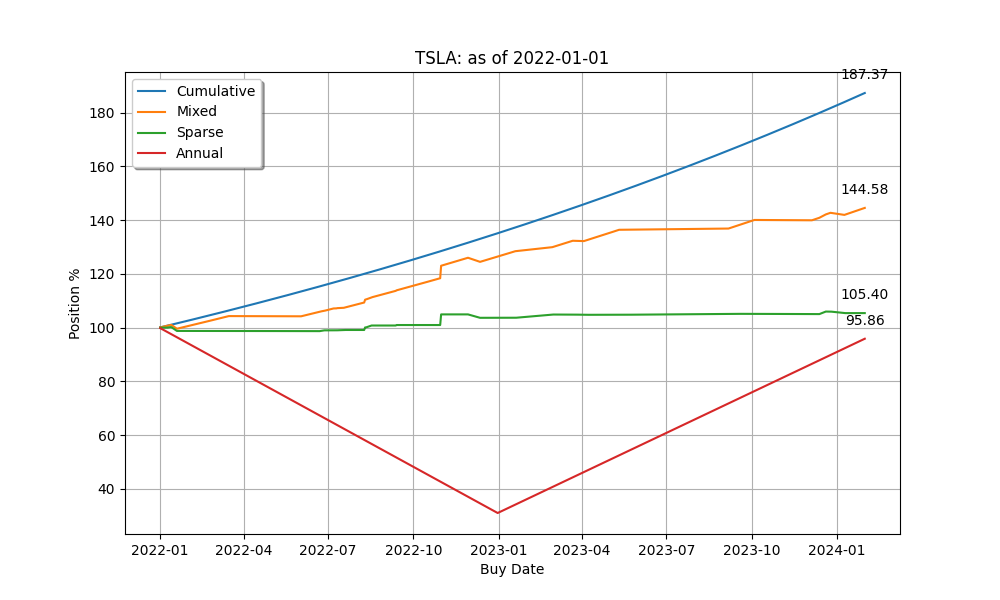 TSLA: as of 2022-01-01
187.37
Cumulative
Mixed
Sparse
Annual
180
160
144.58
140
120
105.40
100
95.86
80
60
40
Position %
2022-01 2022-04 2022-07 2022-10 2023-01 2023-04 2023-07 2023-10 2024-01
Buy Date